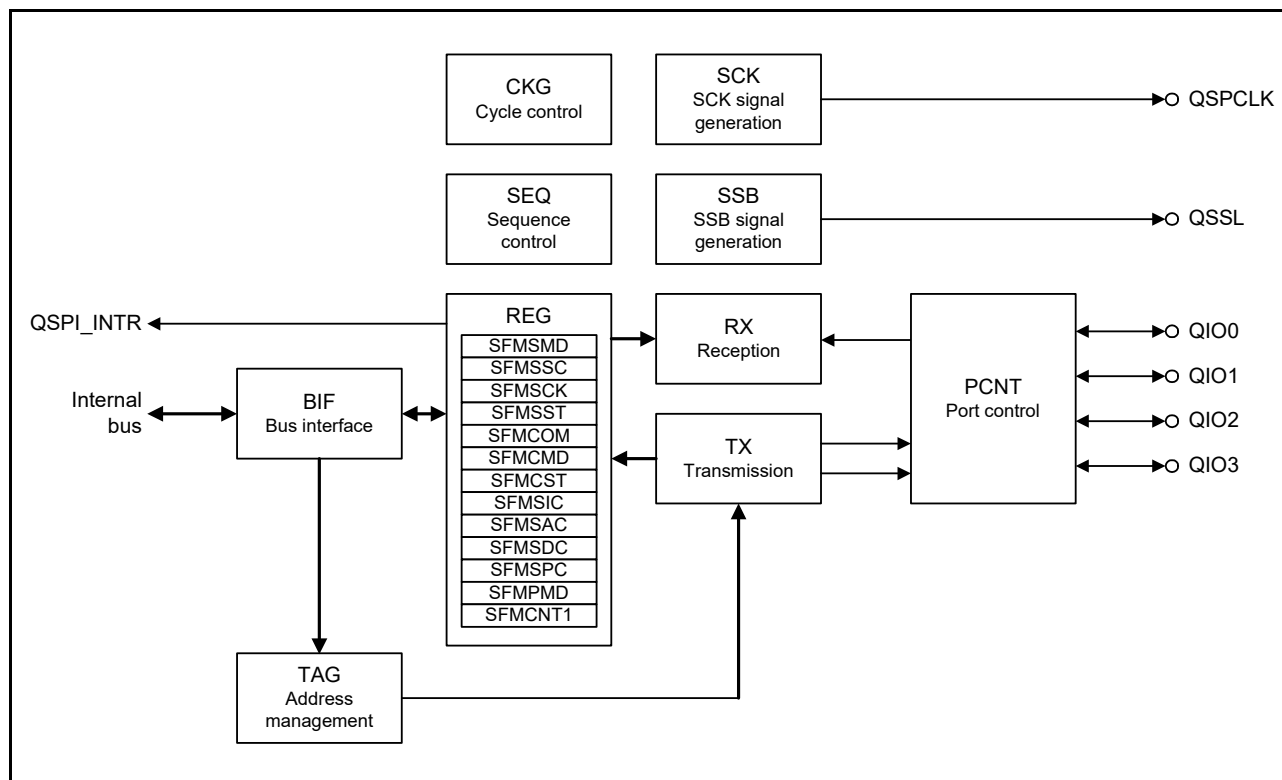 CKG
Cycle control
SCK
SCK signal
generation
QSPCLK
SEQ
Sequence
control
SSB
SSB signal
generation
QSSL
QSPI_INTR
Internal
bus
BIF
Bus interface
REG
SFMSMD
SFMSSC
SFMSCK
SFMSST
SFMCOM
SFMCMD
SFMCST
SFMSIC
SFMSAC
SFMSDC
SFMSPC
SFMPMD
SFMCNT1
RX
Reception
TX
Transmission
PCNT
Port control
QIO0
QIO1
QIO2
QIO3
TAG
Address
management